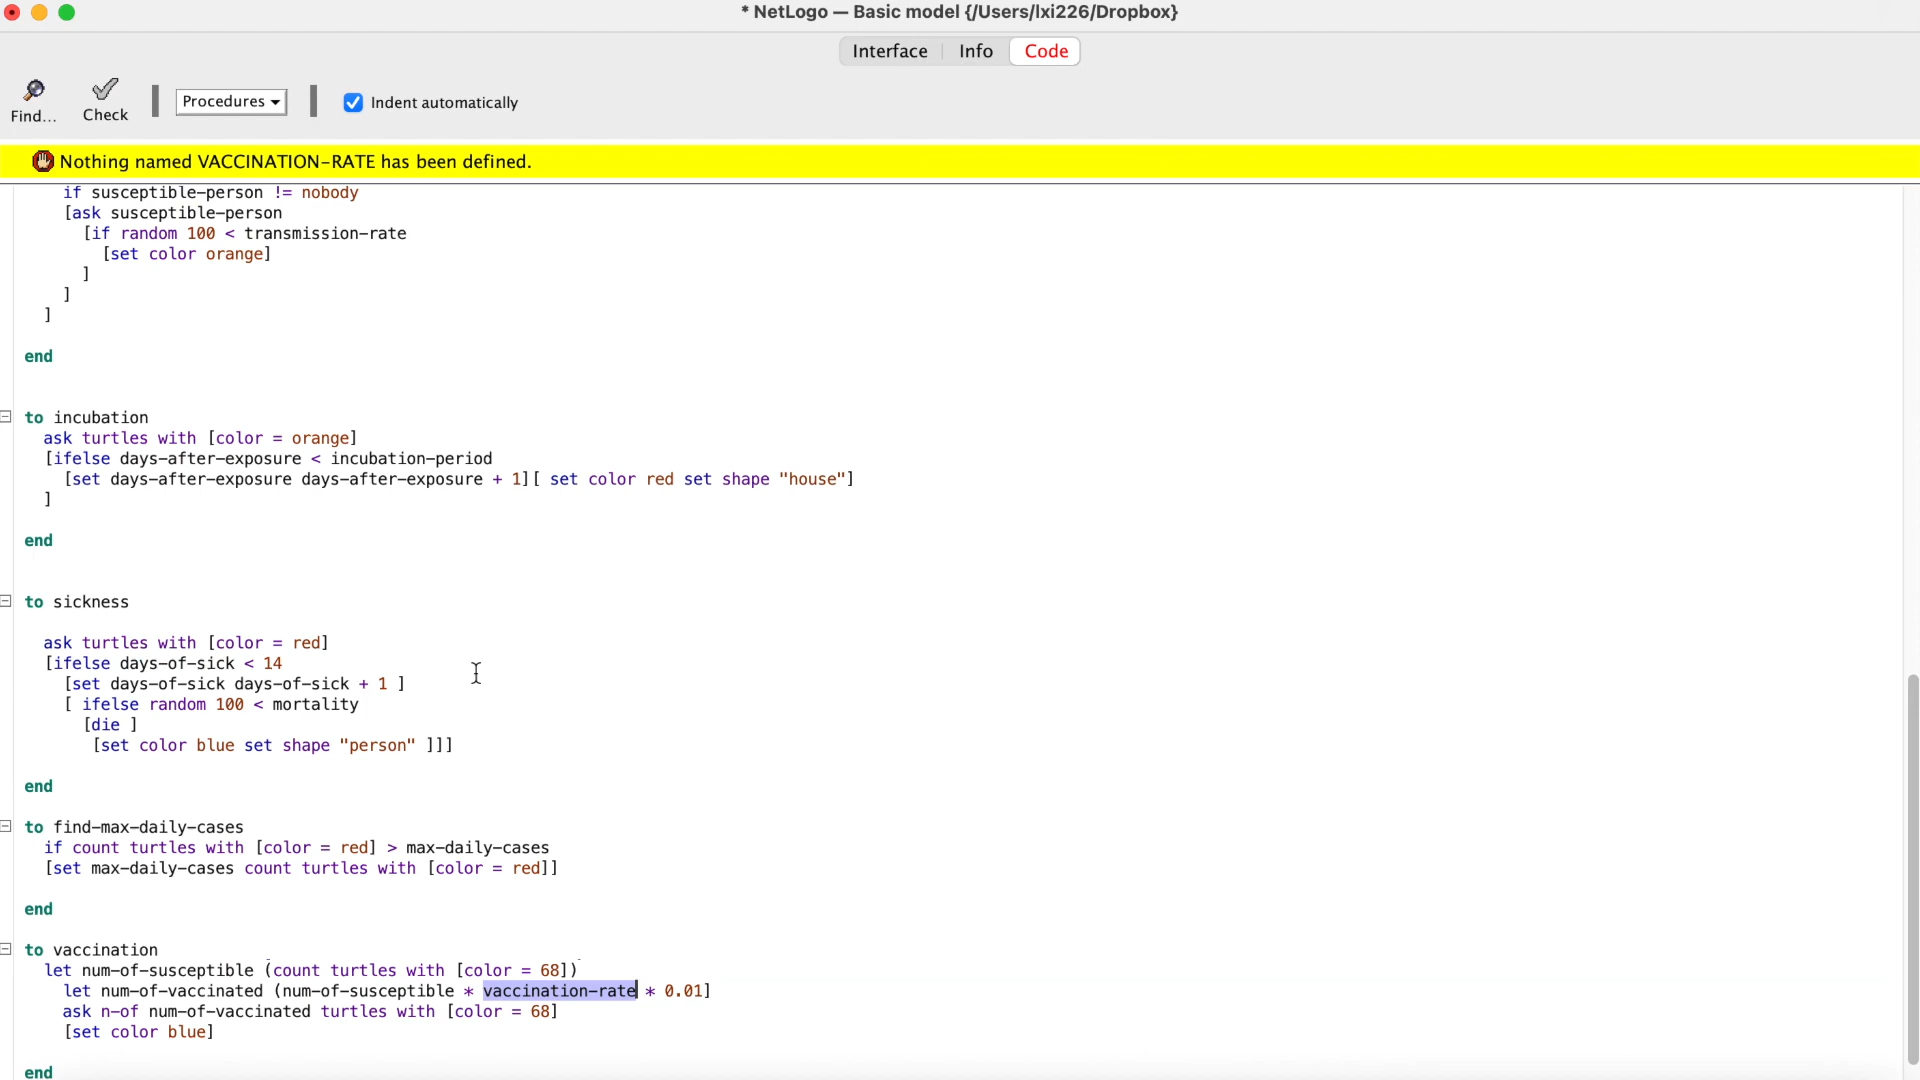 * NetLogo — Basic model {/Users/lxi226/Dropbox}
Interface Info Code
Find... Check Procedures Indent automatically
Nothing named VACCINATION-RATE has been defined.
if susceptible-person != nobody
[ask susceptible-person
[if random 100 < transmission-rate
[set color orange]
]
]
]
end
to incubation
ask turtles with [color = orange]
[ifelse days-after-exposure < incubation-period
[set days-after-exposure days-after-exposure + 1][ set color red set shape "house"]
]
end
to sickness
ask turtles with [color = red]
[ifelse days-of-sick < 14
[set days-of-sick days-of-sick + 1 ]
[ ifelse random 100 < mortality
[die ]
[set color blue set shape "person" ]]]
end
to find-max-daily-cases
if count turtles with [color = red] > max-daily-cases
[set max-daily-cases count turtles with [color = red]]
end
to vaccination
let num-of-susceptible (count turtles with [color = 68])
let num-of-vaccinated (num-of-susceptible * vaccination-rate * 0.01]
ask n-of num-of-vaccinated turtles with [color = 68]
[set color blue]
end